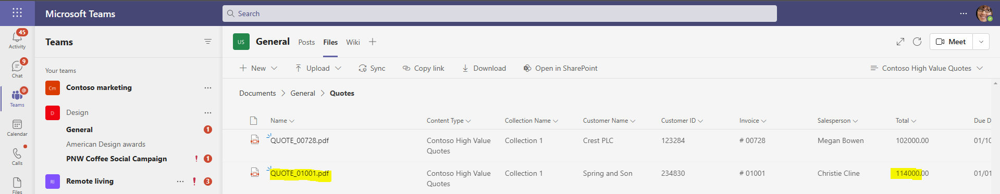 Microsoft Teams
Search
45
Activity
9
Chat
@
Teams
Calendar
Calls
Files
Teams
Your teams
Cm
Contoso marketing
D
Design
General
1
American Design awards
PNW Coffee Social Campaign
! 1
Rl
Remote living
! 3
US
General
Posts
Files
Wiki
Meet
New
Upload
Sync
Copy link
Download
Open in SharePoint
Contoso High Value Quotes
Documents > General > Quotes
Name Content Type Collection Name Customer Name Customer ID Invoice Salesperson Total Due D
QUOTE_00728.pdf Contoso High Value Collection 1 Crest PLC 123284 # 00728 Megan Bowen 102000.00 01/10
Quotes
QUOTE_01001.pdf Contoso High Value Collection 1 Spring and Son 234830 # 01001 Christie Cline 114000.00 01/01
Quotes